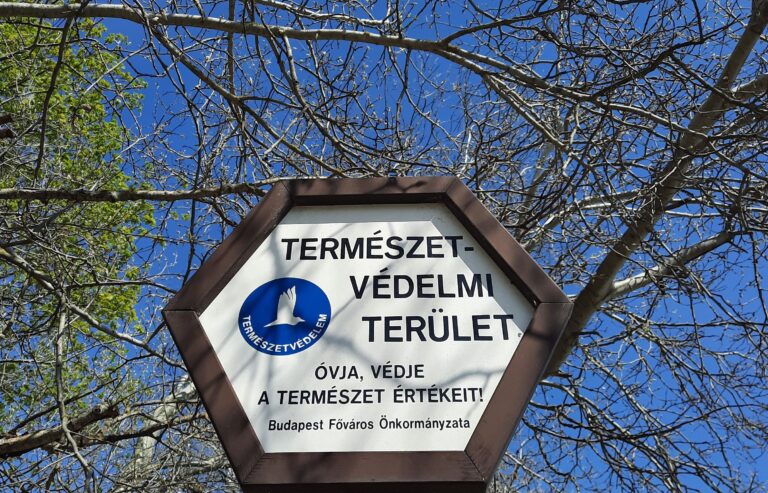 TERMÉSZET-
VÉDELMI
TERÜLET
TERMÉSZETVÉDELEM
ÓVJA, VÉDJE
A TERMÉSZET ÉRTÉKEIT!
Budapest Főváros Önkormányzata